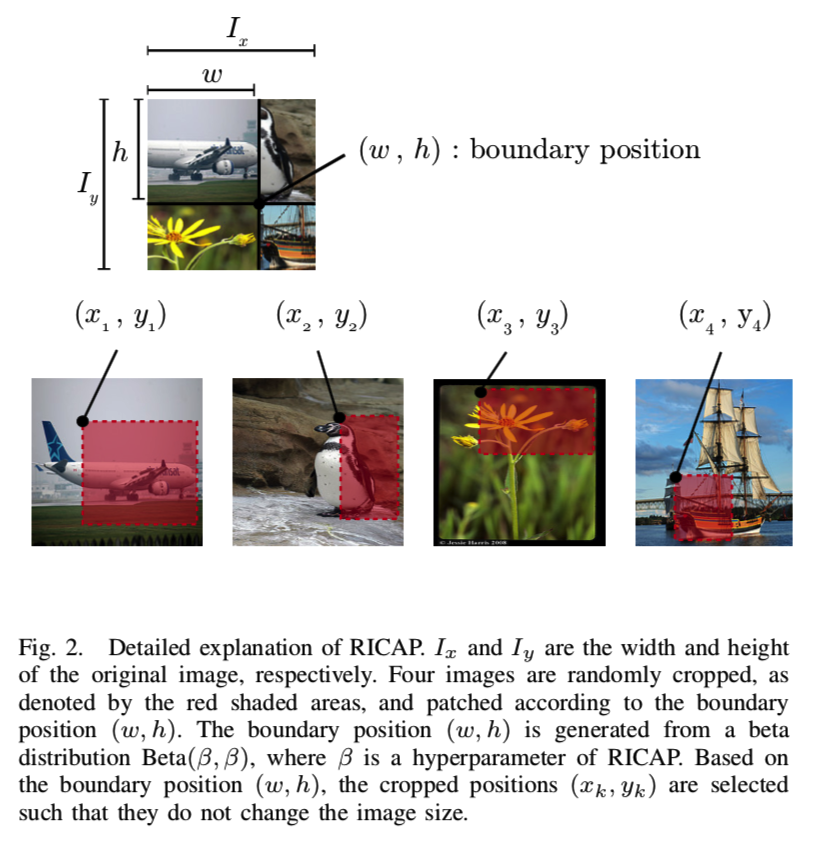 I_x
w
h
I_y
(w , h) : boundary position
(x_1 , y_1)
(x_2 , y_2)
(x_3 , y_3)
(x_4 , y_4)
© Jessie Harris 2008
Fig. 2. Detailed explanation of RICAP. I_x and I_y are the width and height
of the original image, respectively. Four images are randomly cropped, as
denoted by the red shaded areas, and patched according to the boundary
position (w, h). The boundary position (w, h) is generated from a beta
distribution Beta(β, β), where β is a hyperparameter of RICAP. Based on
the boundary position (w, h), the cropped positions (x_k, y_k) are selected
such that they do not change the image size.